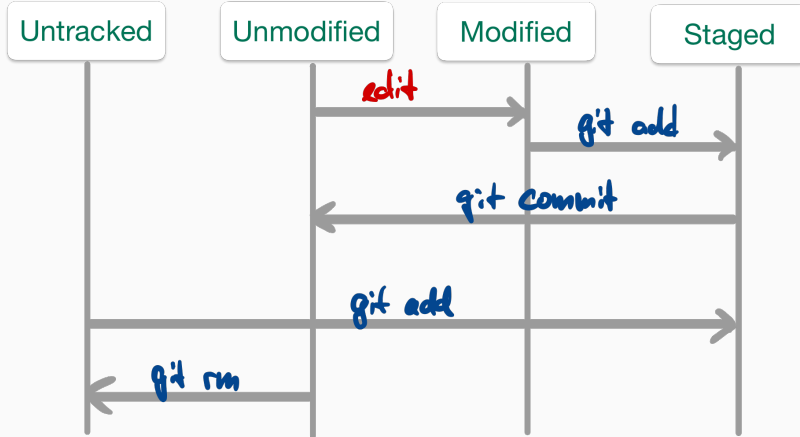 Untracked
Unmodified
Modified
Staged
edit
git add
git commit
git add
git rm